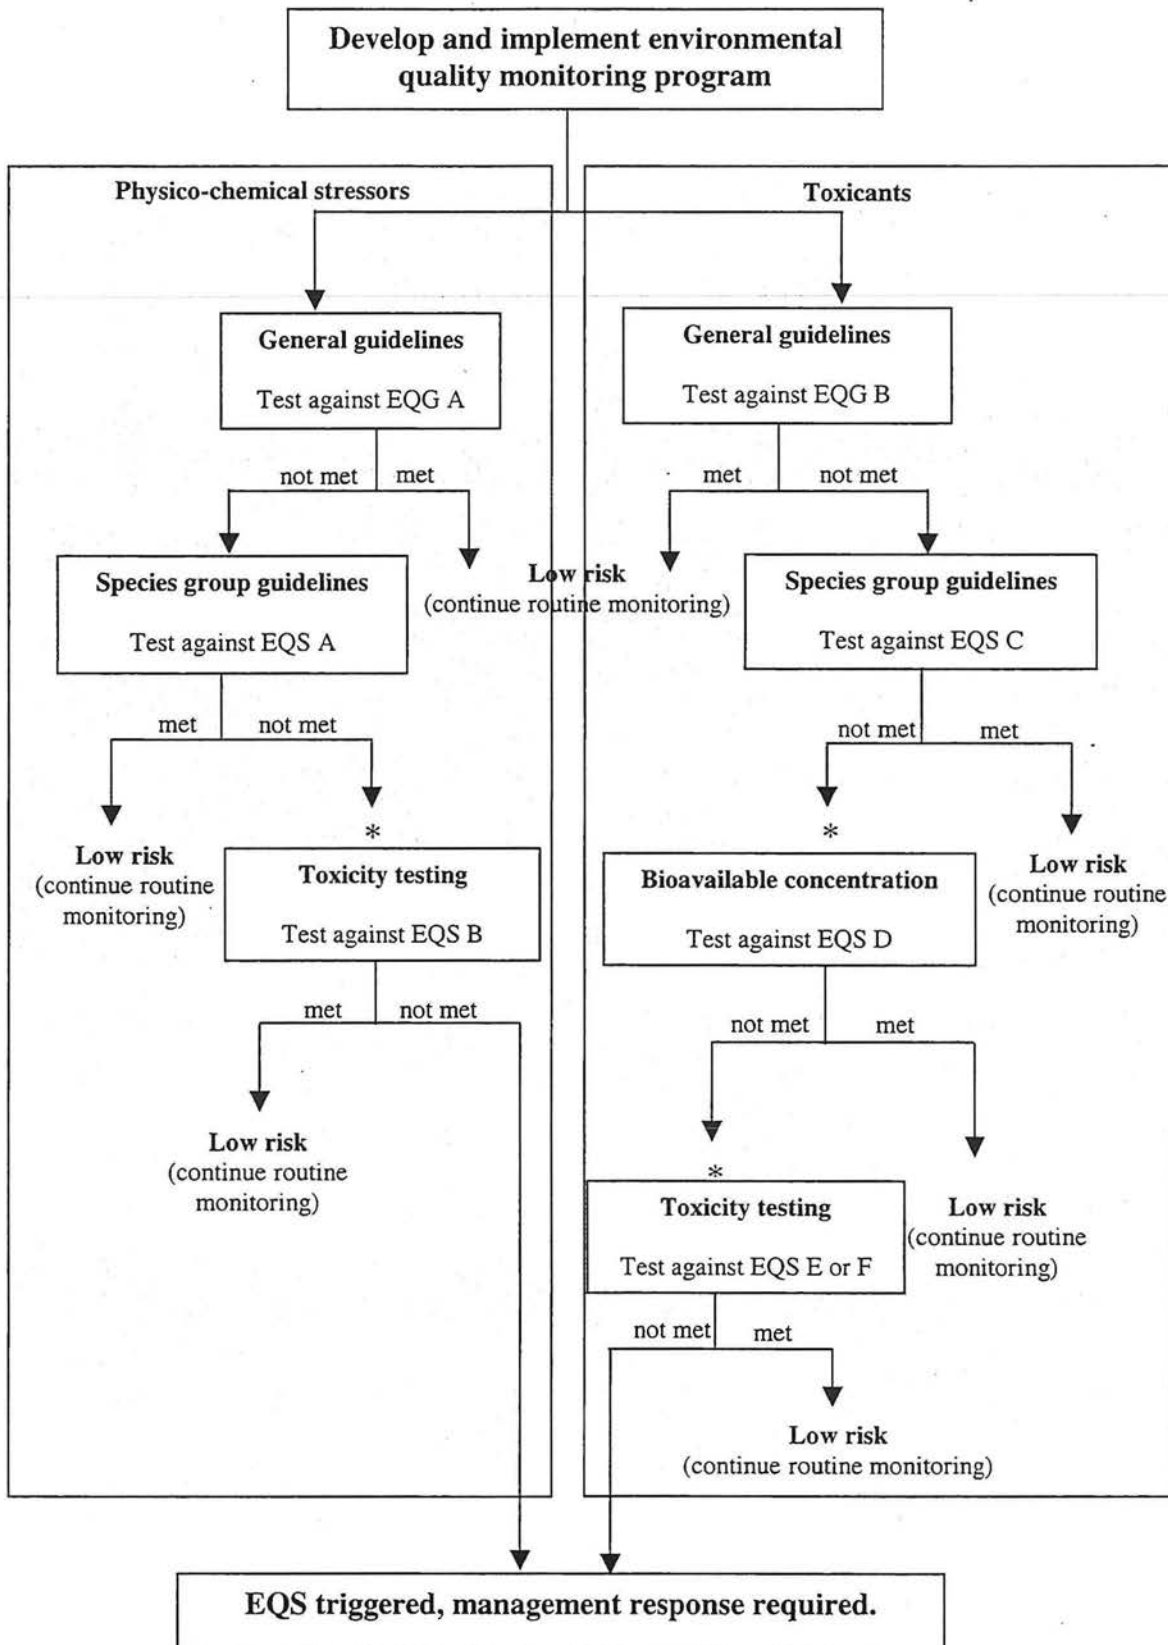 Develop and implement environmental
quality monitoring program
Physico-chemical stressors
Toxicants
General guidelines
Test against EQG A
General guidelines
Test against EQG B
not met
met
met
not met
Low risk
(continue routine monitoring)
Species group guidelines
Test against EQS A
Species group guidelines
Test against EQS C
met
not met
not met
met
*
*
Low risk
(continue routine
monitoring)
Toxicity testing
Test against EQS B
Bioavailable concentration
Test against EQS D
Low risk
(continue routine
monitoring)
met
not met
not met
met
Low risk
(continue routine
monitoring)
*
Toxicity testing
Test against EQS E or F
Low risk
(continue routine
monitoring)
not met
met
Low risk
(continue routine monitoring)
EQS triggered, management response required.